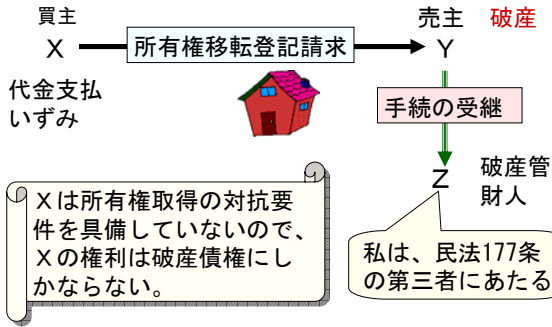 買主
売主 破産
X
所有権移転登記請求
Y
代金支払
いずみ
手続の受継
Z
破産管
財人
Xは所有権取得の対抗要
件を具備していないので、
Xの権利は破産債権にし
かならない。
私は、民法177条
の第三者にあたる